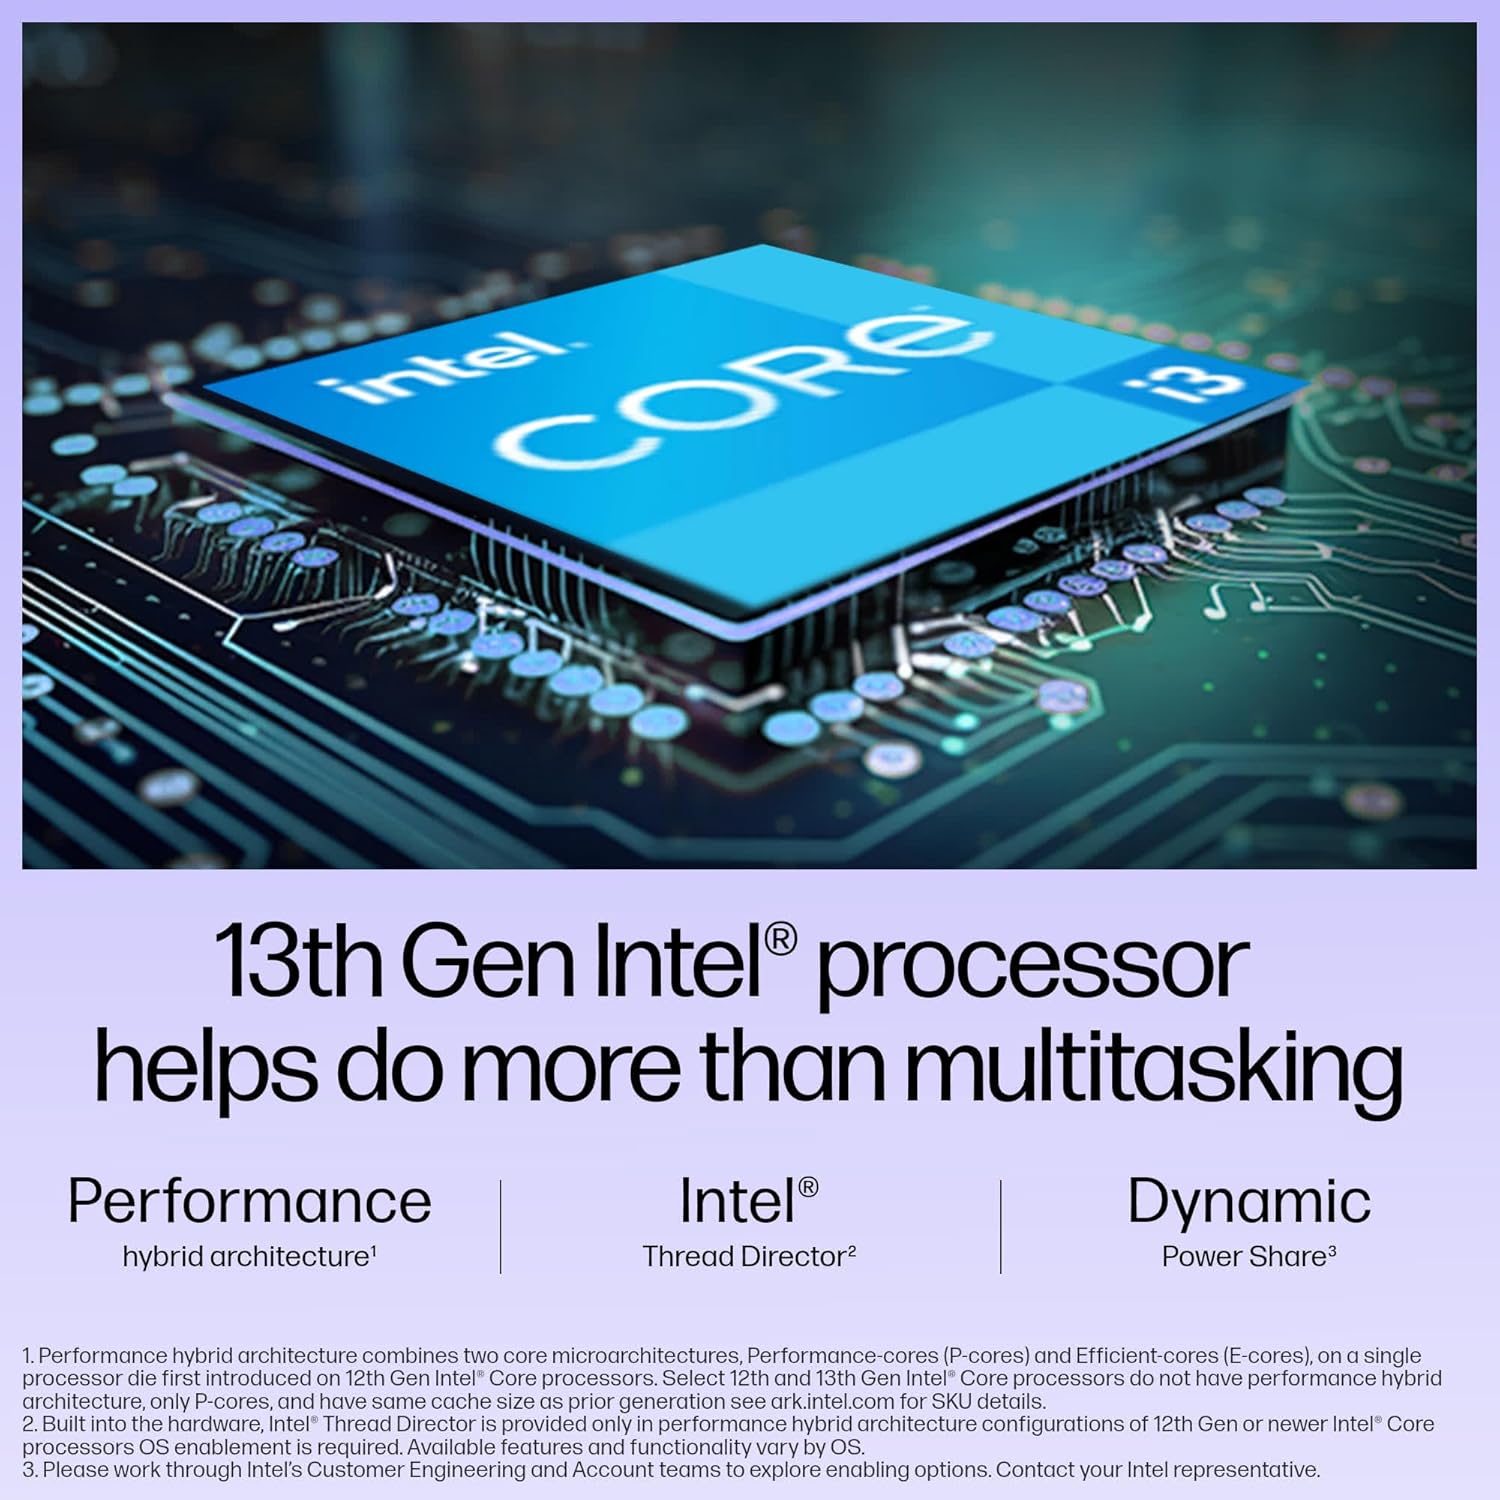 intel.
CORe™
i3
13th Gen Intel® processor
helps do more than multitasking
Performance
hybrid architecture¹
Intel®
Thread Director²
Dynamic
Power Share³
1. Performance hybrid architecture combines two core microarchitectures, Performance-cores (P-cores) and Efficient-cores (E-cores), on a single
processor die first introduced on 12th Gen Intel® Core processors. Select 12th and 13th Gen Intel® Core processors do not have performance hybrid
architecture, only P-cores, and have same cache size as prior generation see ark.intel.com for SKU details.
2. Built into the hardware, Intel® Thread Director is provided only in performance hybrid architecture configurations of 12th Gen or newer Intel® Core
processors OS enablement is required. Available features and functionality vary by OS.
3. Please work through Intel's Customer Engineering and Account teams to explore enabling options. Contact your Intel representative.